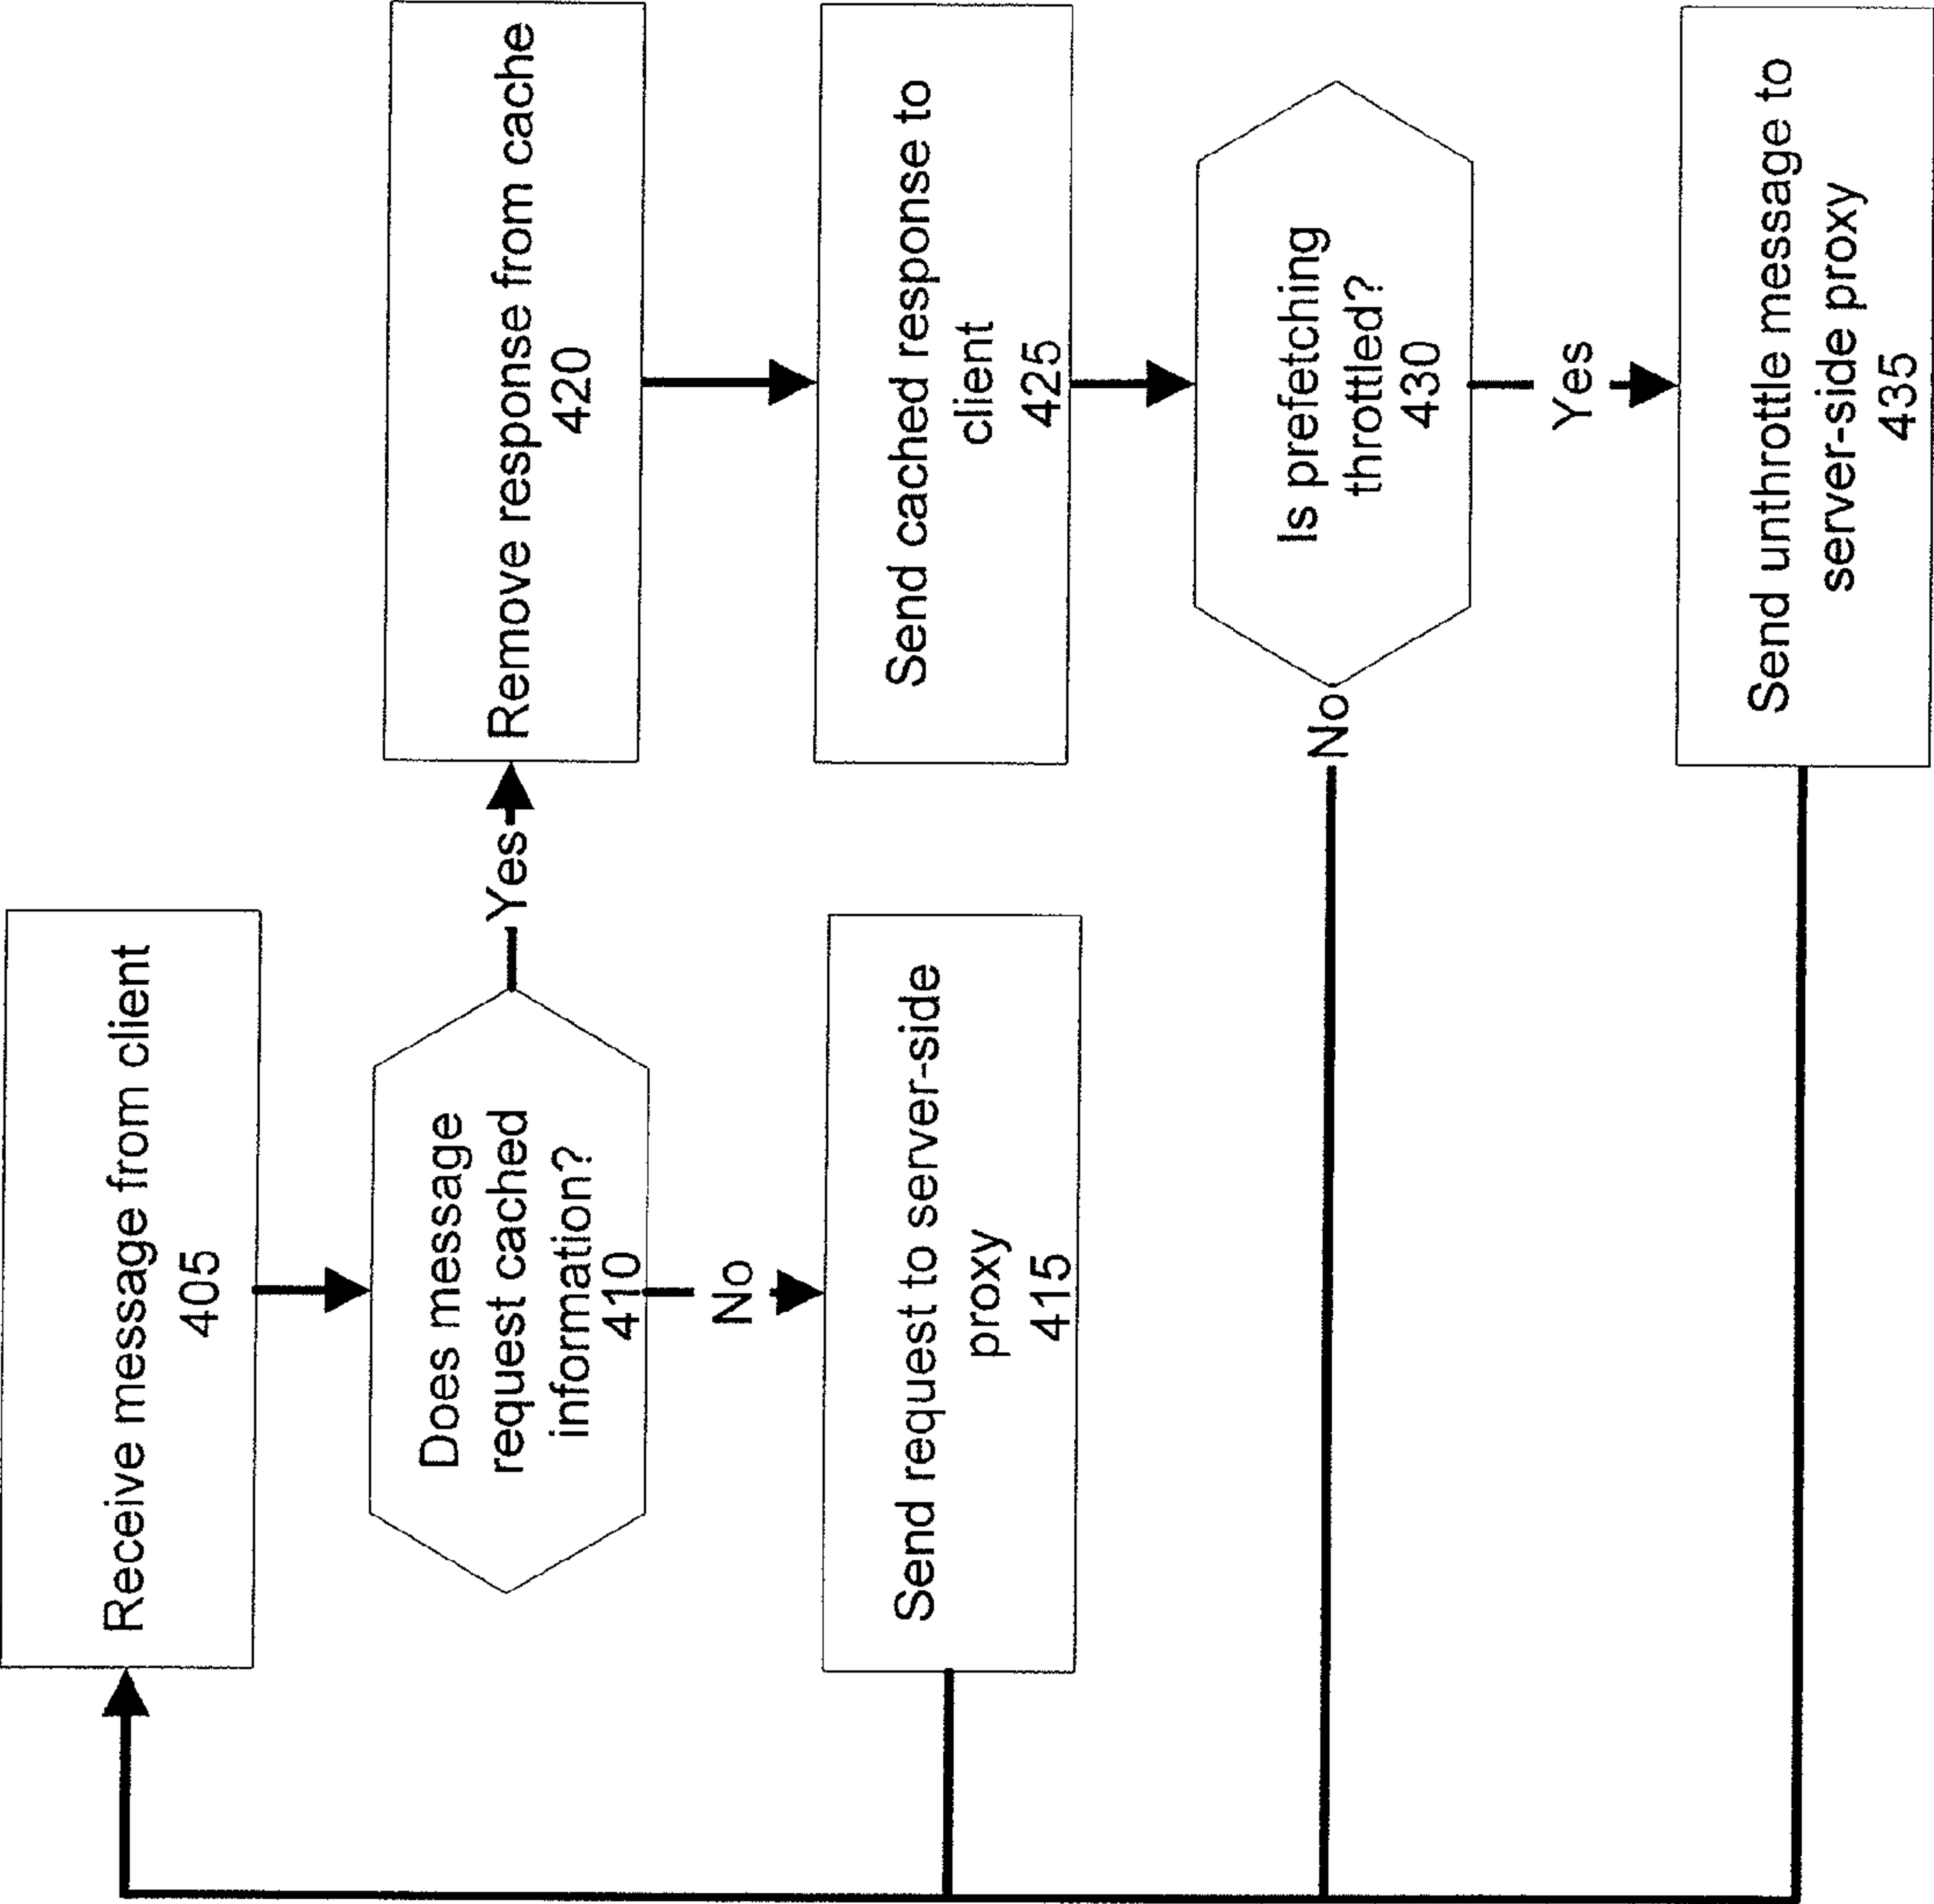 Receive message from client
405
Does message
request cached
information?
410
Yes
No
Send request to server-side
proxy
415
Remove response from cache
420
Send cached response to
client
425
Is prefetching
throttled?
430
No
Yes
Send unthrottle message to
server-side proxy
435